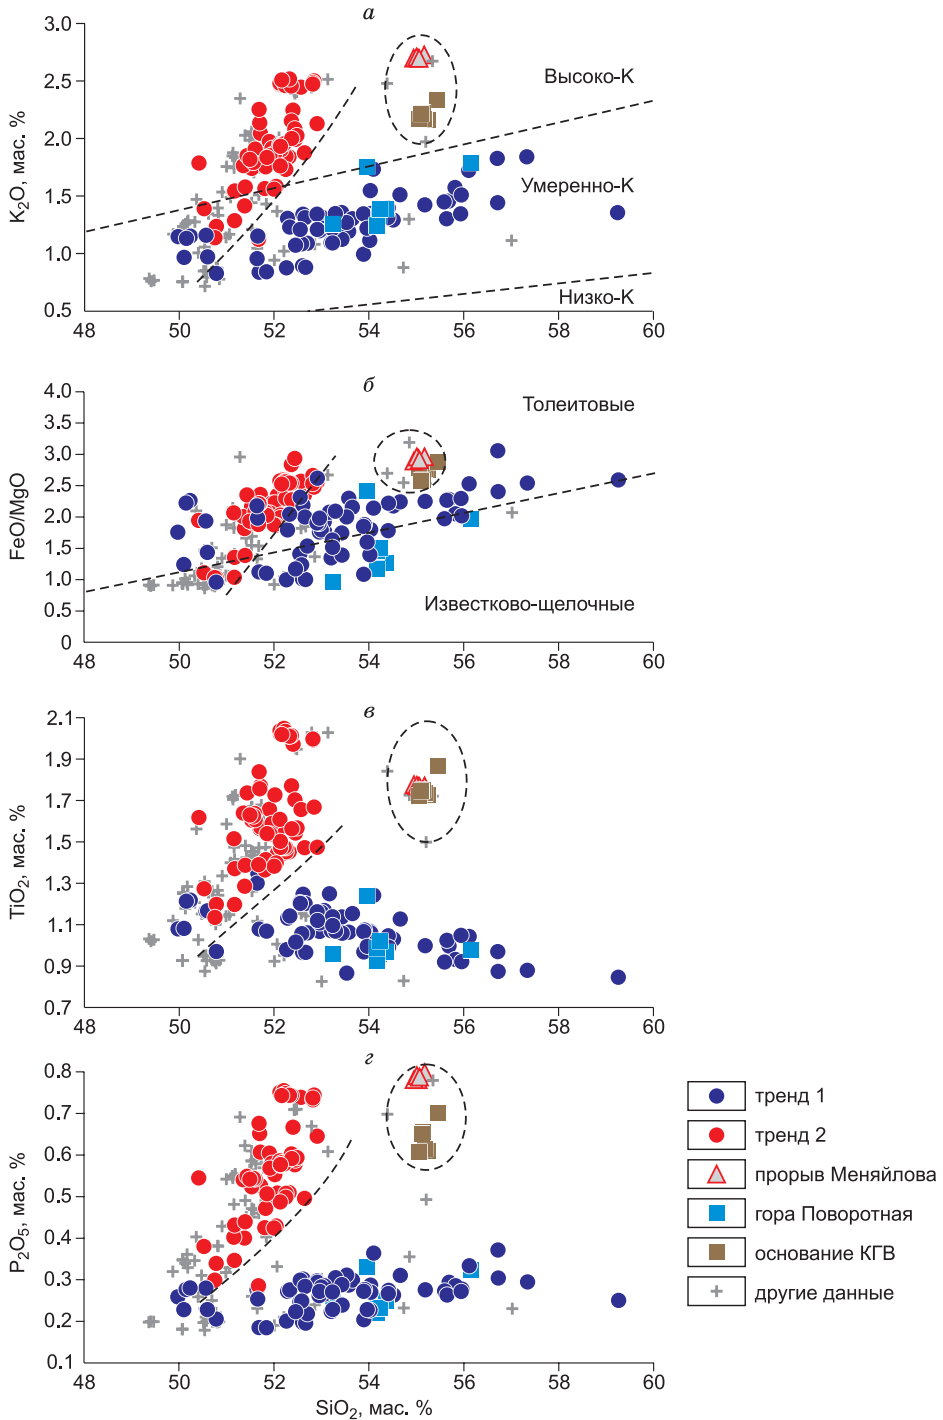 а
3.0
2.5
2.0
1.5
1.0
0.5
K₂O, мас. %
Высоко-K
Умеренно-K
Низко-K
48 50 52 54 56 58 60
б
4.0
3.5
3.0
2.5
2.0
1.5
1.0
0.5
0
FeO/MgO
Толеитовые
Известково-щелочные
48 50 52 54 56 58 60
в
2.1
1.9
1.7
1.5
1.3
1.1
0.9
0.7
TiO₂, мас. %
48 50 52 54 56 58 60
г
0.8
0.7
0.6
0.5
0.4
0.3
0.2
0.1
P₂O₅, мас. %
48 50 52 54 56 58 60
SiO₂, мас. %
тренд 1
тренд 2
прорыв Меняйлова
гора Поворотная
основание КГВ
другие данные